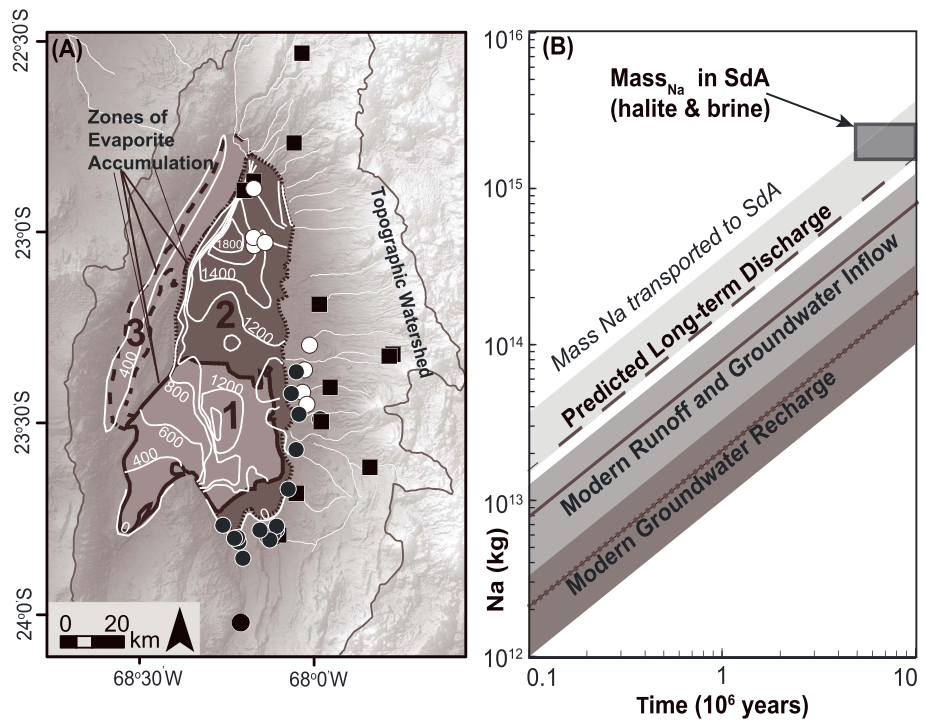 (A)
22°30'S
23°0'S
23°30'S
24°0'S
68°30'W
68°0'W
Zones of
Evaporite
Accumulation
Topographic Watershed
1800
1400
1200
2
3
400
800
1200
1
600
400
0
0
0 20
km
(B)
10¹⁶
10¹⁵
10¹⁴
10¹³
10¹²
Na (kg)
Mass_Na in SdA
(halite & brine)
Mass Na transported to SdA
Predicted Long-term Discharge
Modern Runoff and Groundwater Inflow
Modern Groundwater Recharge
0.1
1
10
Time (10⁶ years)